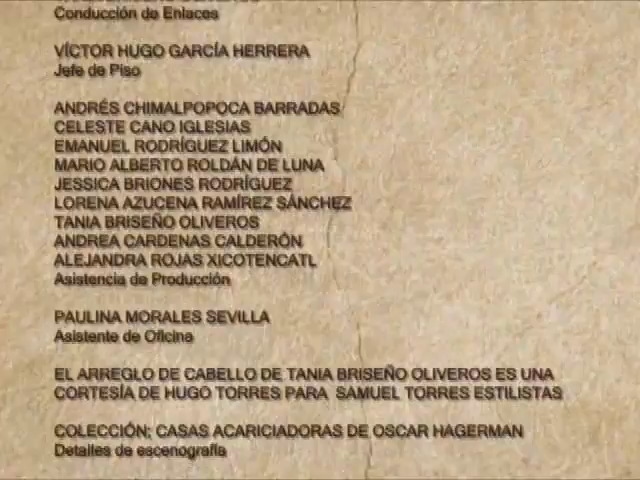 Conducción de Enlaces
VÍCTOR HUGO GARCÍA HERRERA
Jefe de Piso
ANDRÉS CHIMALPOPOCA BARRADAS
CELESTE CANO IGLESIAS
EMANUEL RODRÍGUEZ LIMÓN
MARIO ALBERTO ROLDÁN DE LUNA
JESSICA BRIONES RODRÍGUEZ
LORENA AZUCENA RAMÍREZ SÁNCHEZ
TANIA BRISEÑO OLIVEROS
ANDREA CARDENAS CALDERÓN
ALEJANDRA ROJAS XICOTENCATL
Asistencia de Producción
PAULINA MORALES SEVILLA
Asistente de Oficina
EL ARREGLO DE CABELLO DE TANIA BRISEÑO OLIVEROS ES UNA
CORTESÍA DE HUGO TORRES PARA SAMUEL TORRES ESTILISTAS
COLECCIÓN; CASAS ACARICIADORAS DE OSCAR HAGERMAN
Detalles de escenografía